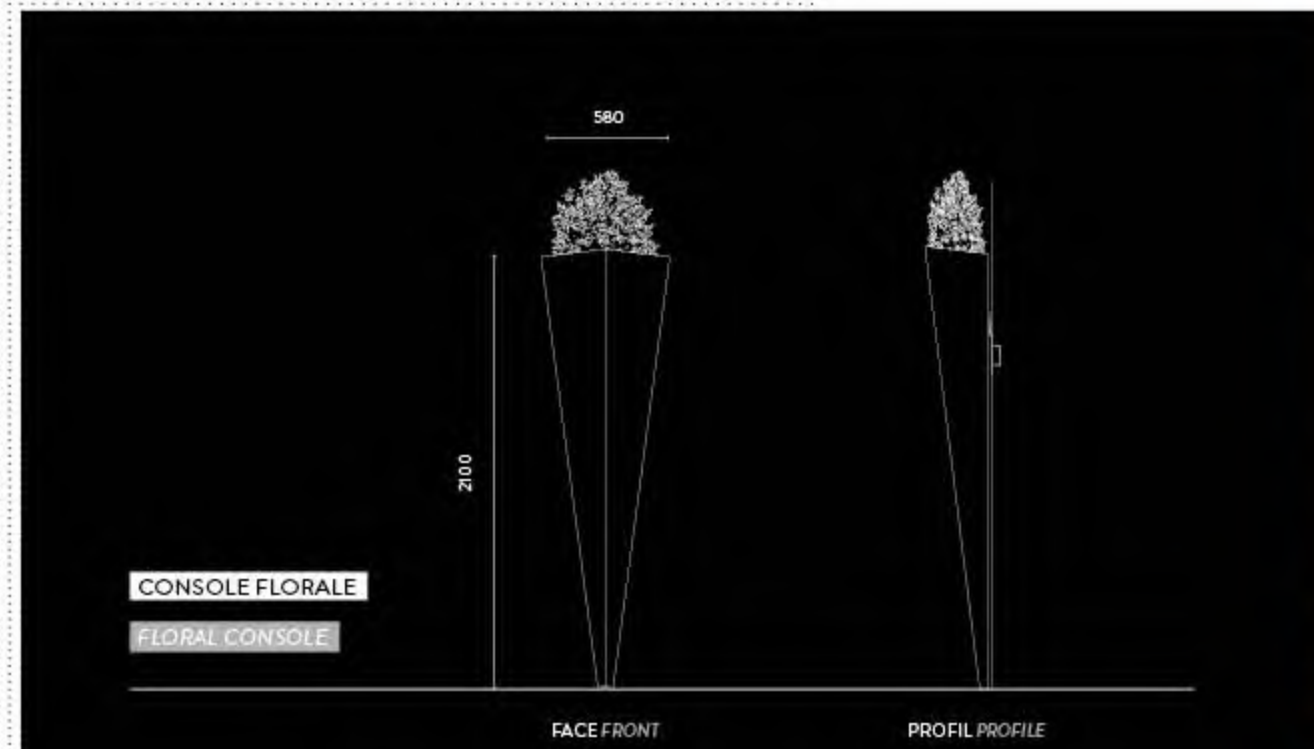 580
2100
CONSOLE FLORALE
FLORAL CONSOLE
FACE FRONT
PROFIL PROFILE